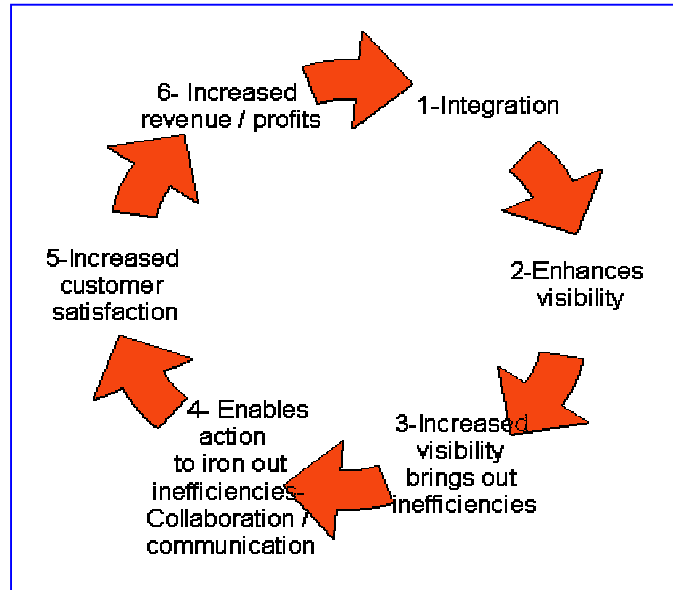 1-Integration
2-Enhances
visibility
3-Increased
visibility
brings out
inefficiencies
4- Enables
action
to iron out
inefficiencies-
Collaboration /
communication
5-Increased
customer
satisfaction
6- Increased
revenue / profits